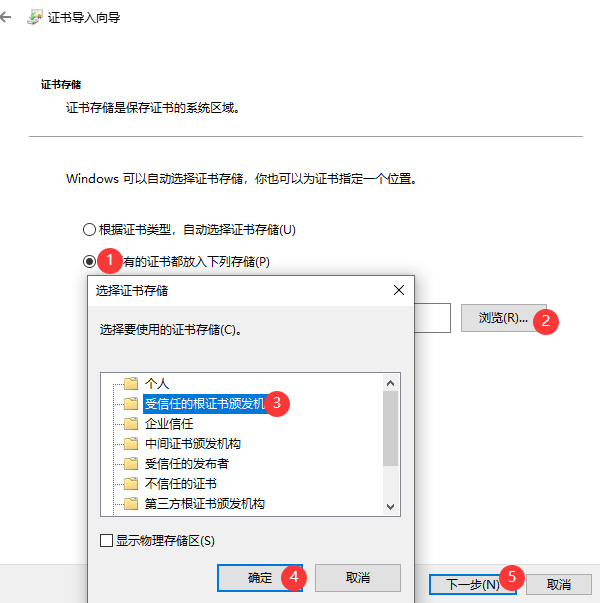 证书导入向导
证书存储
证书存储是保存证书的系统区域。
Windows 可以自动选择证书存储，你也可以为证书指定一个位置。
根据证书类型，自动选择证书存储(U)
1 有的证书都放入下列存储(P)
选择证书存储
选择要使用的证书存储(C)。
浏览(R)... 2
个人
受信任的根证书颁发机 3
企业信任
中间证书颁发机构
受信任的发布者
不信任的证书
第三方根证书颁发机构
显示物理存储区(S)
确定 4 取消
下一步(N) 5 取消